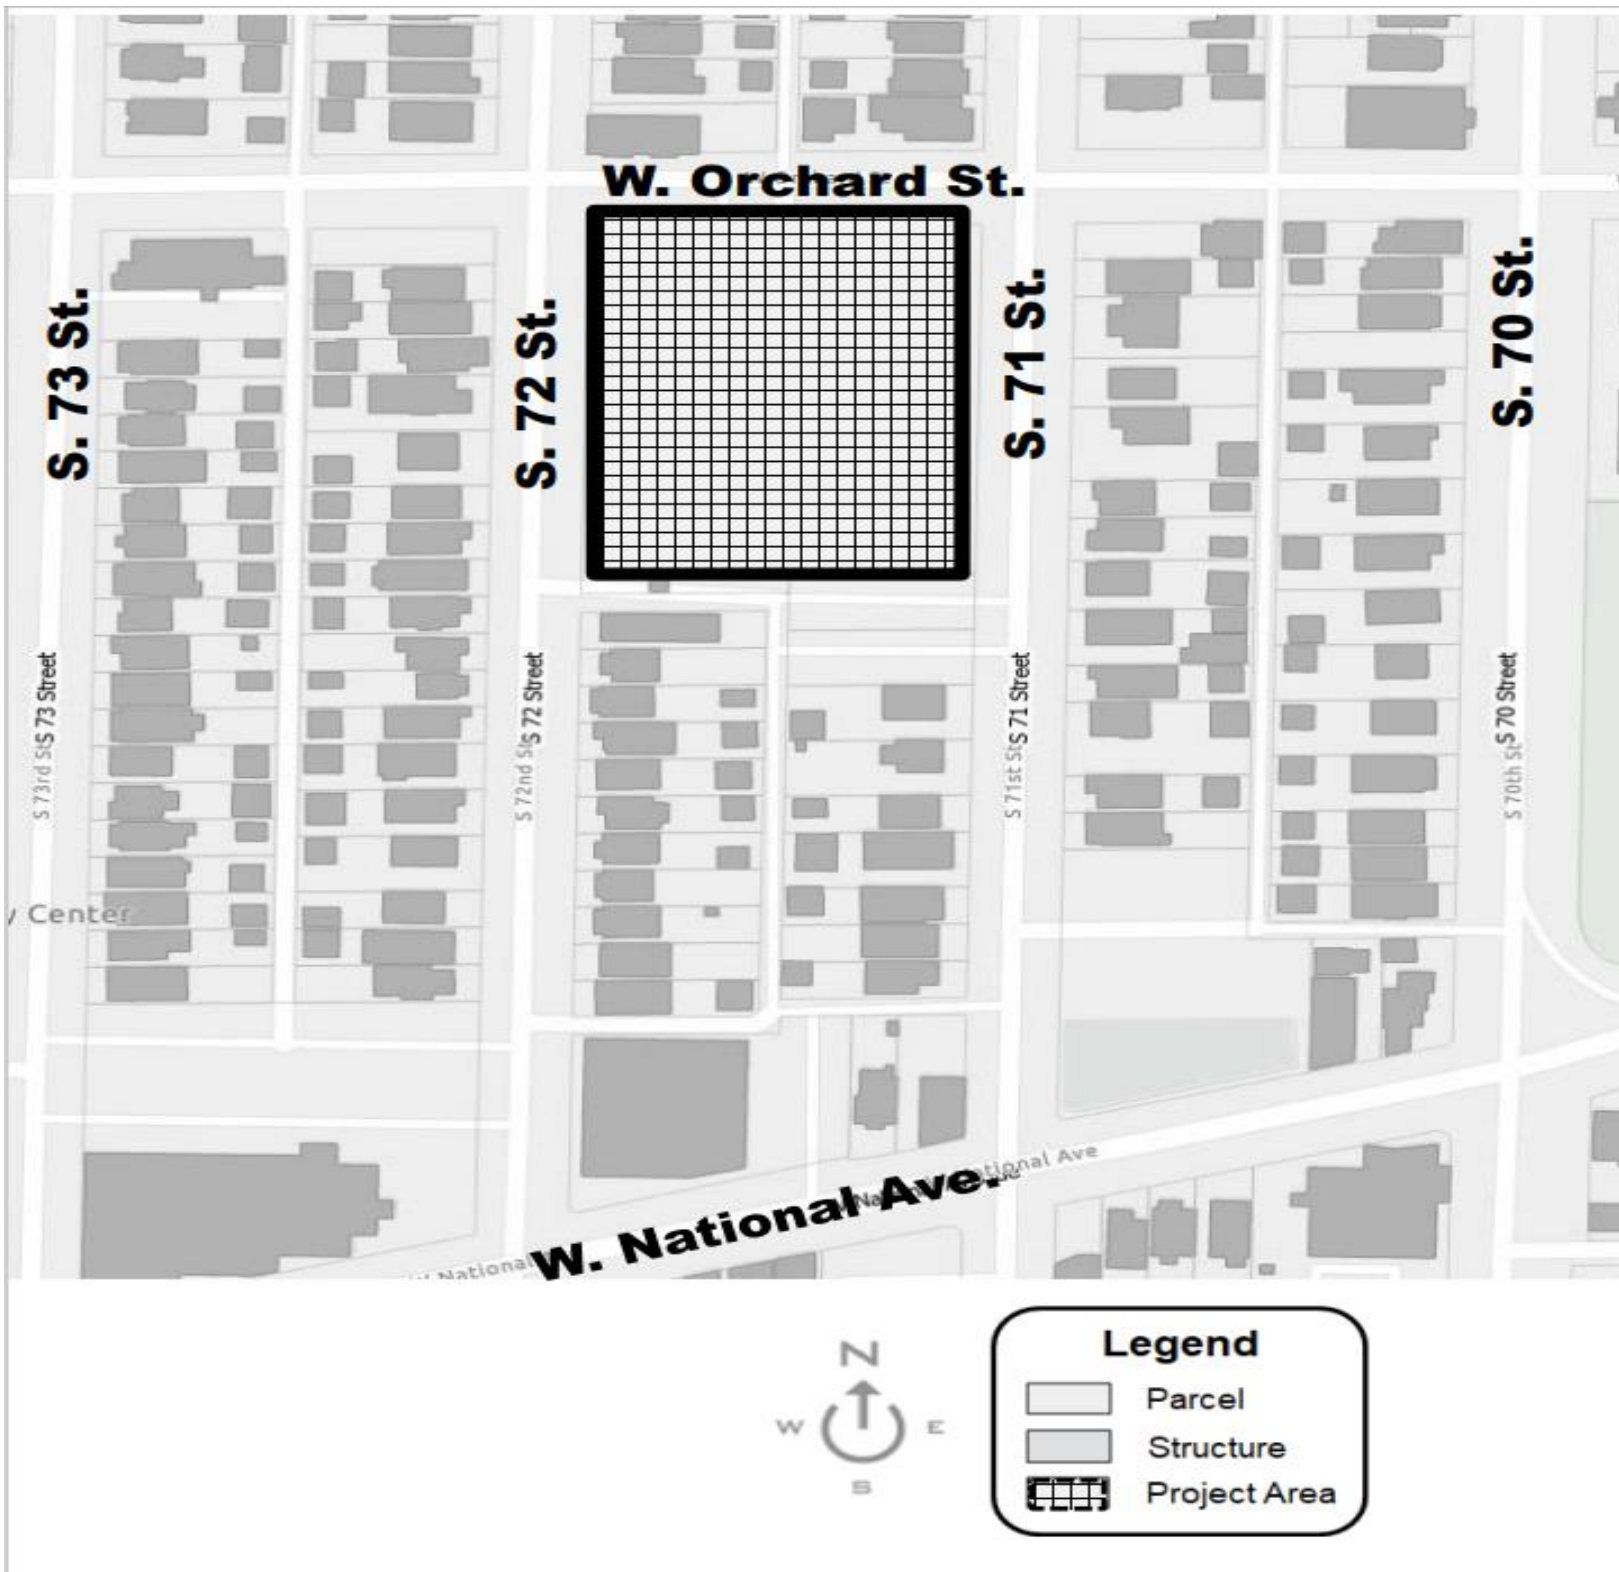 W. Orchard St.
S. 73 St.
S. 72 St.
S. 71 St.
S. 70 St.
S 73 Street
S 72 Street
S 71 Street
S 70 Street
S 73rd St
S 72nd St
S 71st St
S 70th St
y Center
National Ave
W. National Ave.
W National
N
W E
S
Legend
Parcel
Structure
Project Area